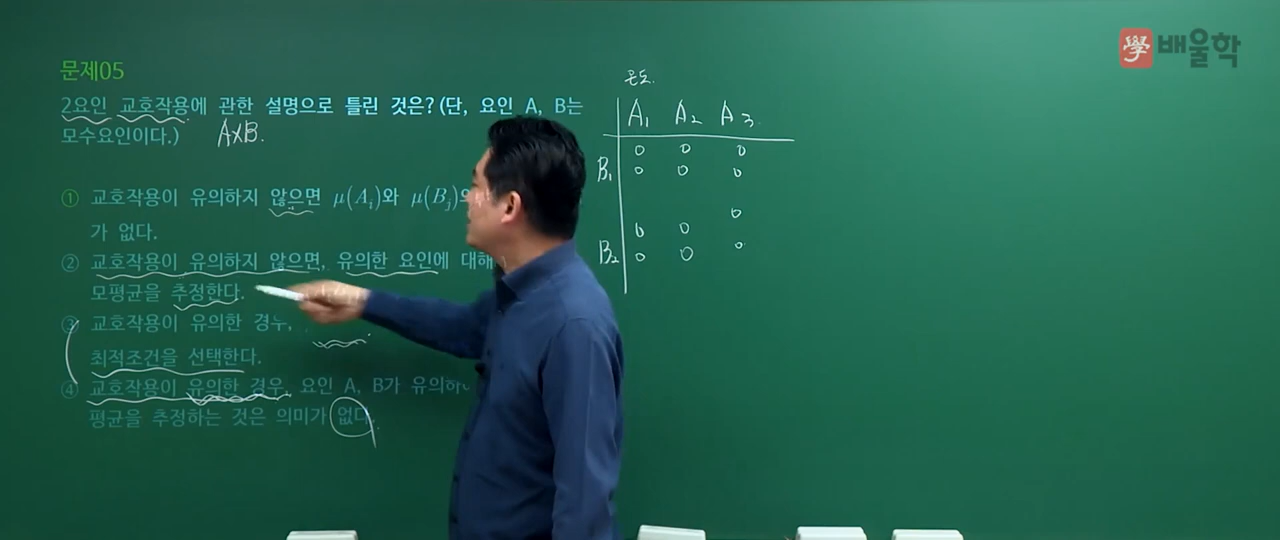 學 배울학
문제05
2요인 교호작용에 관한 설명으로 틀린 것은? (단, 요인 A, B는
모수요인이다.)
A×B.
① 교호작용이 유의하지 않으면 μ(Aᵢ)와 μ(Bⱼ)
가 없다.
② 교호작용이 유의하지 않으면, 유의한 요인에 대해
모평균을 추정한다.
③ 교호작용이 유의한 경우,
최적조건을 선택한다.
④ 교호작용이 유의한 경우, 요인 A, B가
평균을 추정하는 것은 의미가 없다.
온도.
A₁ A₂ A₃
o o o
B₁ o o o
o
o o
B₂ o o o